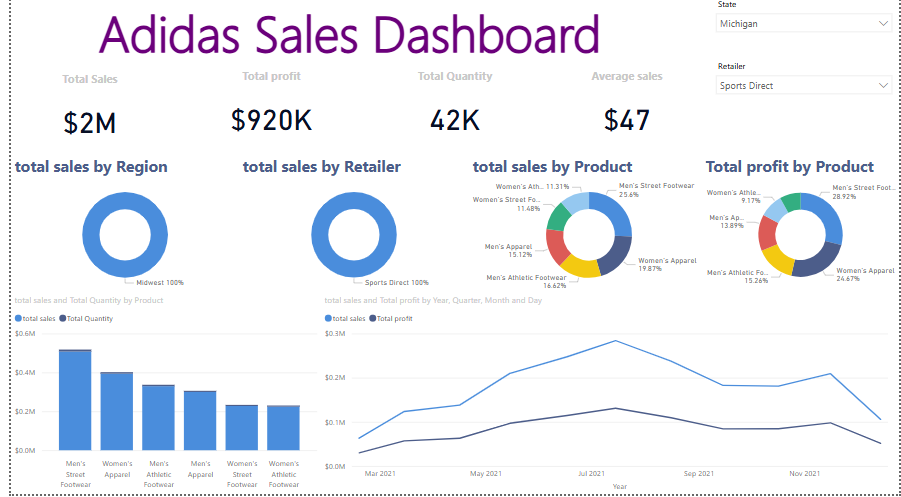 Adidas Sales Dashboard
State
Michigan
Retailer
Sports Direct
Total Sales
$2M
Total profit
$920K
Total Quantity
42K
Average sales
$47
total sales by Region
Midwest 100%
total sales by Retailer
Sports Direct 100%
total sales by Product
Women's Ath... 11.31%
Men's Street Footwear
25.6%
Women's Street Fo...
11.48%
Men's Apparel
15.12%
Women's Apparel
19.87%
Men's Athletic Footwear
16.62%
Total profit by Product
Women's Athle...
9.17%
Men's Street Foot...
28.92%
Men's Ap...
13.89%
Men's Athletic Fo...
15.26%
Women's Apparel
24.67%
total sales and Total Quantity by Product
total sales Total Quantity
$0.6M
$0.4M
$0.2M
$0.0M
Men's
Street
Footwear
Women's
Apparel
Men's
Athletic
Footwear
Men's
Apparel
Women's
Street
Footwear
Women's
Athletic
Footwear
total sales and Total profit by Year, Quarter, Month and Day
total sales Total profit
$0.3M
$0.2M
$0.1M
$0.0M
Mar 2021
May 2021
Jul 2021
Sep 2021
Nov 2021
Year